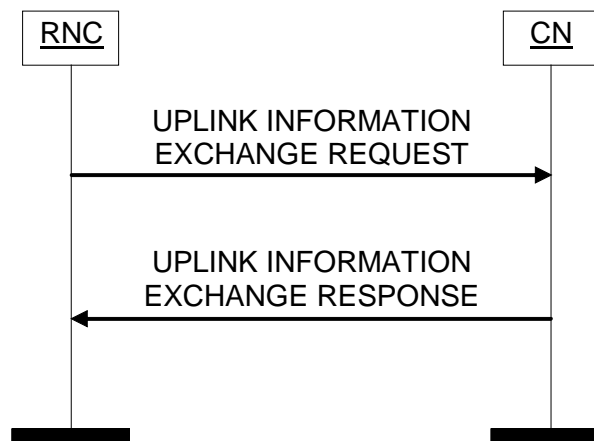 RNC
CN
UPLINK INFORMATION
EXCHANGE REQUEST
UPLINK INFORMATION
EXCHANGE RESPONSE